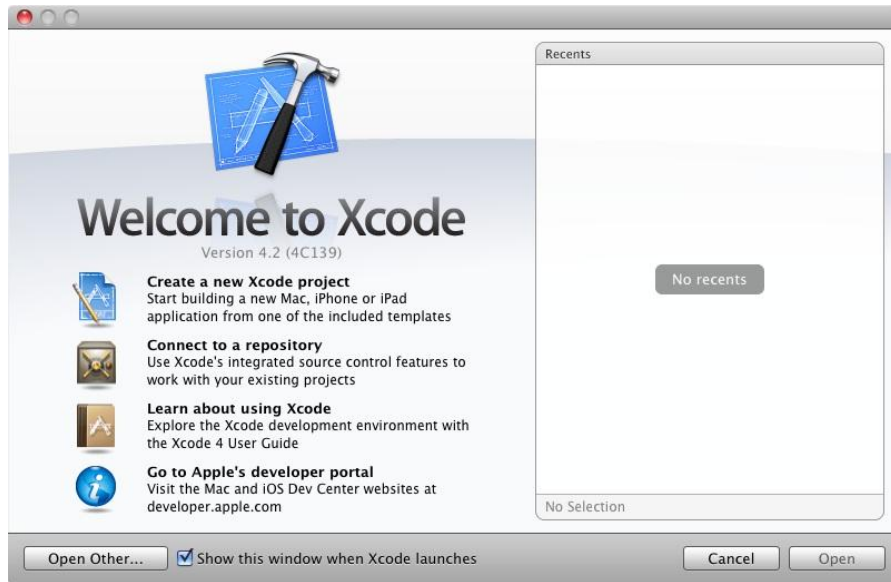 Welcome to Xcode
Version 4.2 (4C139)
Create a new Xcode project
Start building a new Mac, iPhone or iPad
application from one of the included templates
Connect to a repository
Use Xcode's integrated source control features to
work with your existing projects
Learn about using Xcode
Explore the Xcode development environment with
the Xcode 4 User Guide
Go to Apple's developer portal
Visit the Mac and iOS Dev Center websites at
developer.apple.com
Recents
No recents
No Selection
Open Other...
Show this window when Xcode launches
Cancel
Open